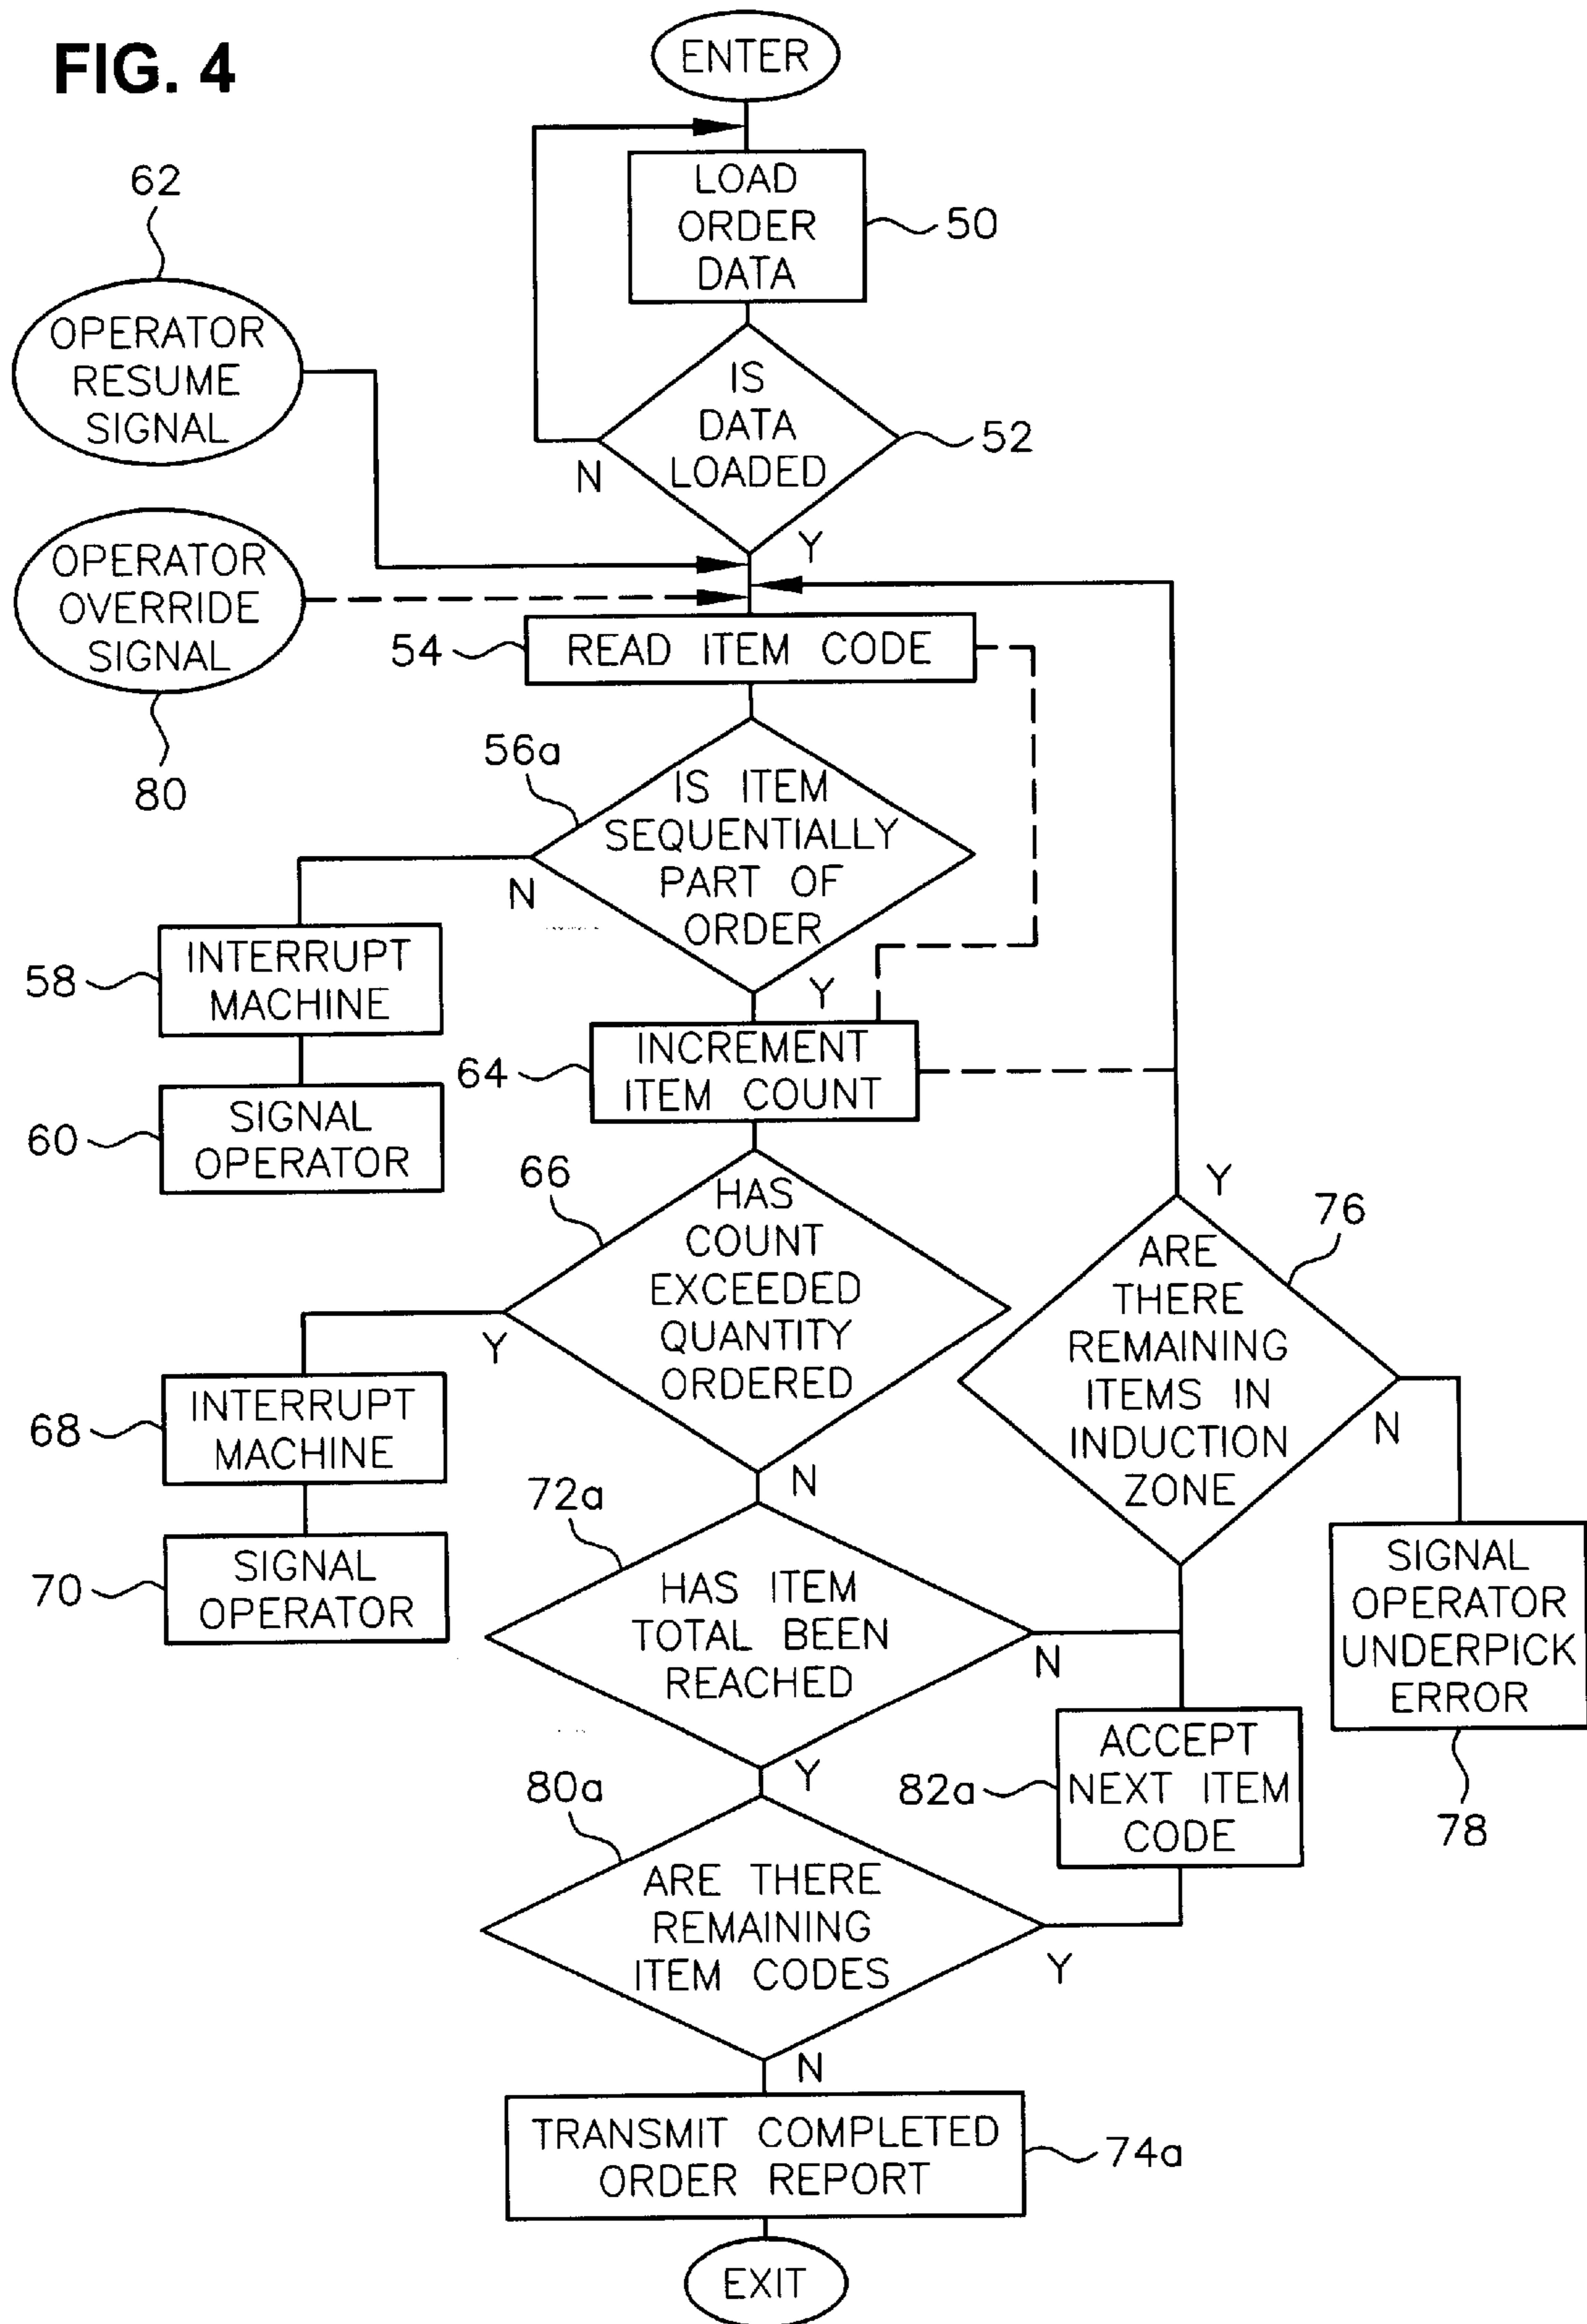 FIG. 4
ENTER
LOAD
ORDER
DATA
50
62
OPERATOR
RESUME
SIGNAL
IS
DATA
LOADED
52
N
Y
OPERATOR
OVERRIDE
SIGNAL
80
54
READ ITEM CODE
56a
IS ITEM
SEQUENTIALLY
PART OF
ORDER
N
Y
58
INTERRUPT
MACHINE
60
SIGNAL
OPERATOR
64
INCREMENT
ITEM COUNT
66
HAS
COUNT
EXCEEDED
QUANTITY
ORDERED
Y
N
68
INTERRUPT
MACHINE
70
SIGNAL
OPERATOR
Y
76
ARE
THERE
REMAINING
ITEMS IN
INDUCTION
ZONE
N
72a
HAS ITEM
TOTAL BEEN
REACHED
N
Y
SIGNAL
OPERATOR
UNDERPICK
ERROR
78
82a
ACCEPT
NEXT ITEM
CODE
80a
ARE THERE
REMAINING
ITEM CODES
Y
N
TRANSMIT COMPLETED
ORDER REPORT
74a
EXIT